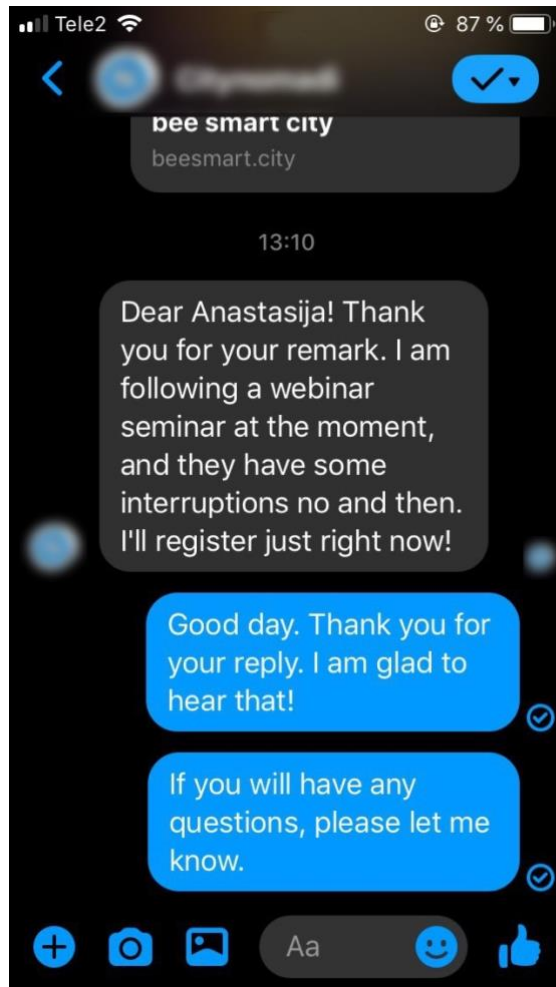 Tele2 87 %
bee smart city
beesmart.city
13:10
Dear Anastasija! Thank
you for your remark. I am
following a webinar
seminar at the moment,
and they have some
interruptions no and then.
I'll register just right now!
Good day. Thank you for
your reply. I am glad to
hear that!
If you will have any
questions, please let me
know.
Aa